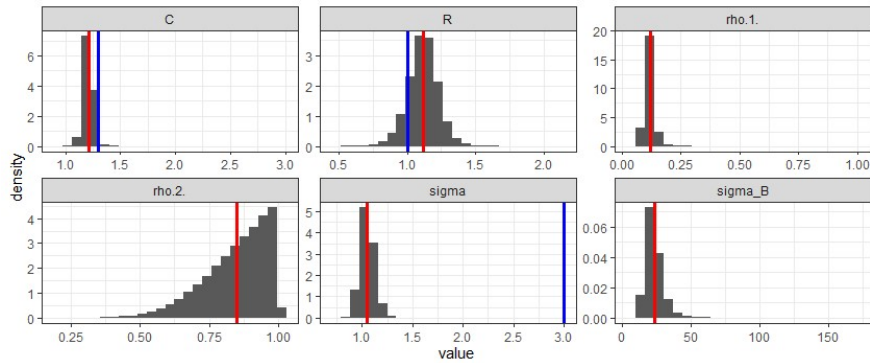 C R rho.1.
6 4 2 0
3 2 1 0
20 15 10 5 0
1.0 1.5 2.0 2.5 3.0
0.5 1.0 1.5 2.0
0.00 0.25 0.50 0.75 1.00
density
rho.2. sigma sigma_B
4 3 2 1 0
5 4 3 2 1 0
0.06 0.04 0.02 0.00
0.25 0.50 0.75 1.00
1.0 1.5 2.0 2.5 3.0
0 50 100 150
value